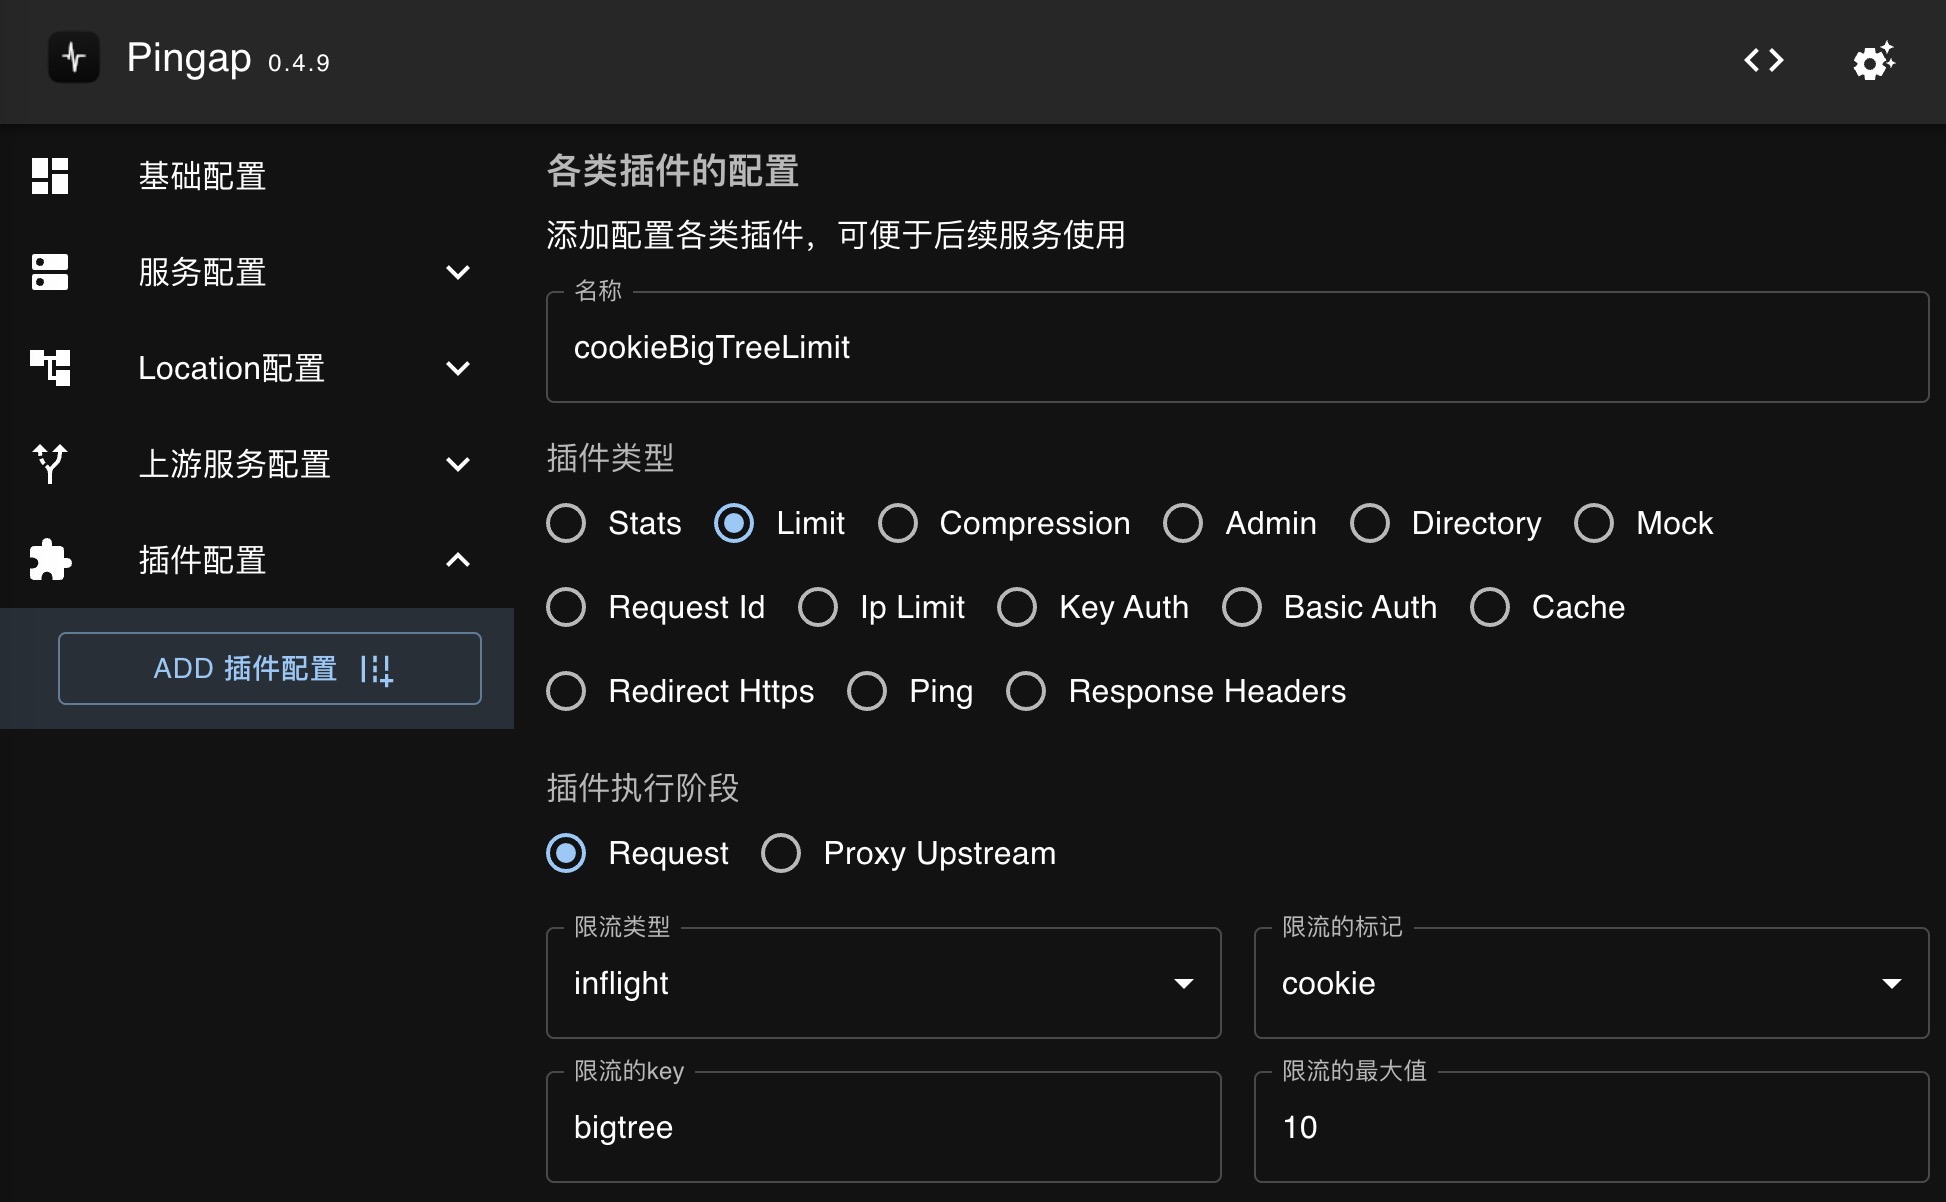 Pingap 0.4.9
基础配置
服务配置
Location配置
上游服务配置
插件配置
ADD 插件配置
各类插件的配置
添加配置各类插件，可便于后续服务使用
名称
cookieBigTreeLimit
插件类型
Stats Limit Compression Admin Directory Mock
Request Id Ip Limit Key Auth Basic Auth Cache
Redirect Https Ping Response Headers
插件执行阶段
Request Proxy Upstream
限流类型 限流的标记
inflight cookie
限流的key 限流的最大值
bigtree 10